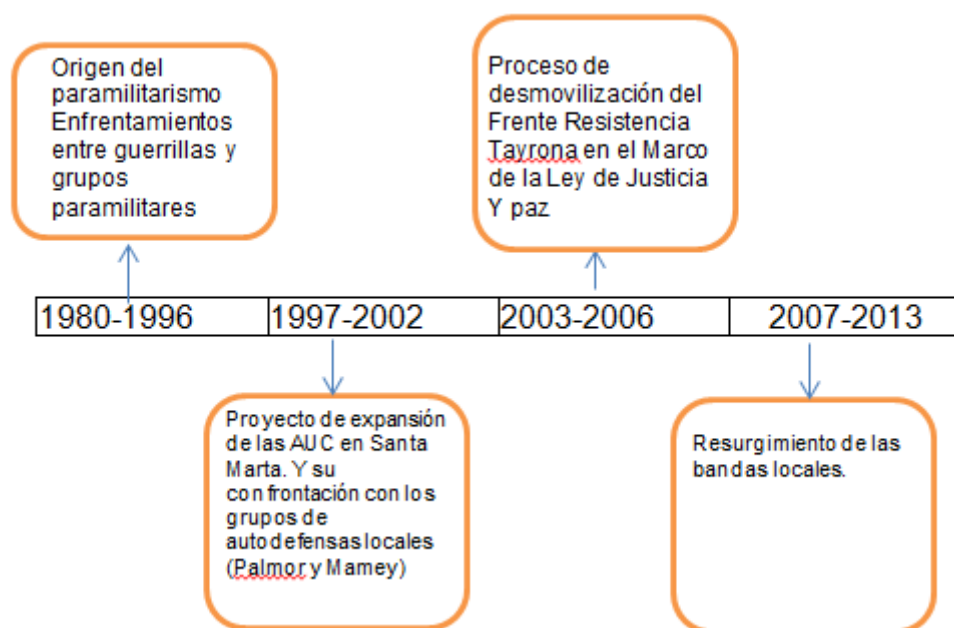 Origen del
paramilitarismo
Enfrentamientos
entre guerrillas y
grupos
paramilitares
Proceso de
desmovilización del
Frente Resistencia
Tayrona en el Marco
de la Ley de Justicia
Y paz
1980-1996 1997-2002 2003-2006 2007-2013
Proyecto de expansión
de las AUC en Santa
Marta. Y su
confrontación con los
grupos de
autodefensas locales
(Palmor y Mamey)
Resurgimiento de las
bandas locales.